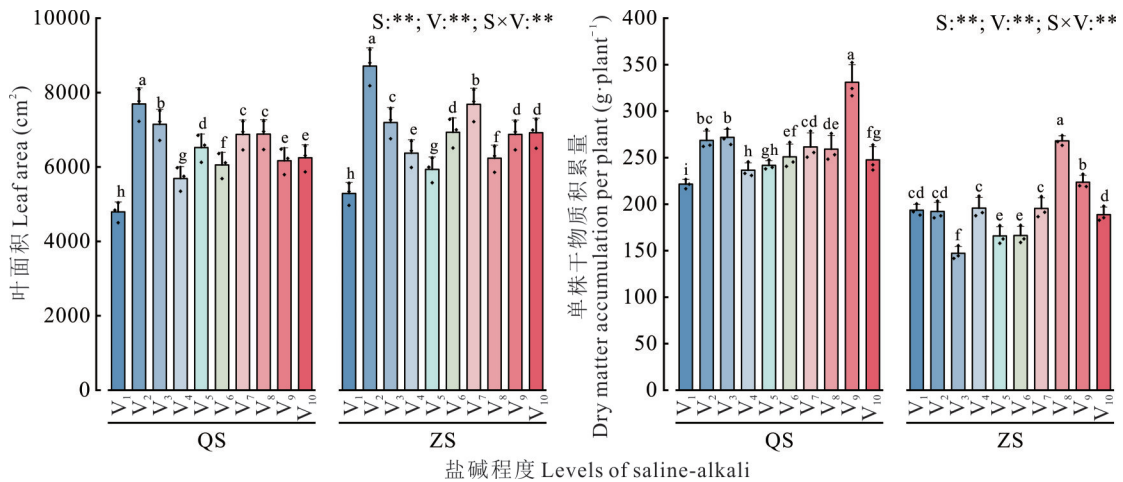 S:**; V:**; S×V:**
叶面积 Leaf area (cm²)
10000
8000
6000
4000
2000
0
h a b g d f c c e e
h a c e g d b f d d
V₁ V₂ V₃ V₄ V₅ V₆ V₇ V₈ V₉ V₁₀
V₁ V₂ V₃ V₄ V₅ V₆ V₇ V₈ V₉ V₁₀
QS
ZS
S:**; V:**; S×V:**
单株干物质积累量
Dry matter accumulation per plant (g·plant⁻¹)
400
350
300
250
200
150
100
50
0
i bc b h gh ef cd de a fg
cd cd f c e e c a b d
V₁ V₂ V₃ V₄ V₅ V₆ V₇ V₈ V₉ V₁₀
V₁ V₂ V₃ V₄ V₅ V₆ V₇ V₈ V₉ V₁₀
QS
ZS
盐碱程度 Levels of saline-alkali